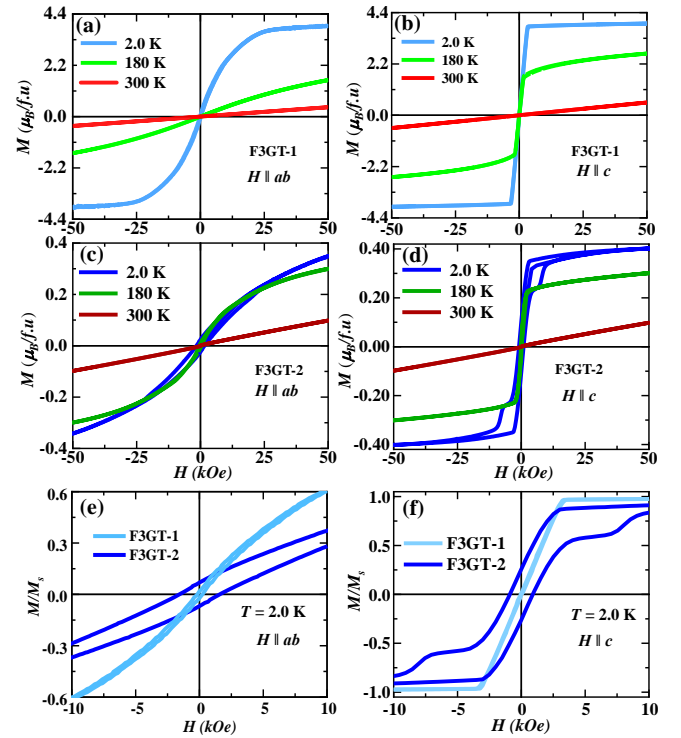 (a)
4.4
2.2
0.0
-2.2
-4.4
M (μB/f.u)
2.0 K
180 K
300 K
F3GT-1
H ∥ ab
-50 -25 0 25 50
(b)
4.4
2.2
0.0
-2.2
-4.4
M (μB/f.u)
2.0 K
180 K
300 K
F3GT-1
H ∥ c
-50 -25 0 25 50
(c)
0.4
0.2
0.0
-0.2
-0.4
M (μB/f.u)
2.0 K
180 K
300 K
F3GT-2
H ∥ ab
-50 -25 0 25 50
H (kOe)
(d)
0.40
0.20
0.00
-0.20
-0.40
M (μB/f.u)
2.0 K
180 K
300 K
F3GT-2
H ∥ c
-50 -25 0 25 50
H (kOe)
(e)
0.6
0.3
0.0
-0.3
-0.6
M/Ms
F3GT-1
F3GT-2
T = 2.0 K
H ∥ ab
-10 -5 0 5 10
H (kOe)
(f)
1.0
0.5
0.0
-0.5
-1.0
M/Ms
F3GT-1
F3GT-2
T = 2.0 K
H ∥ c
-10 -5 0 5 10
H (kOe)